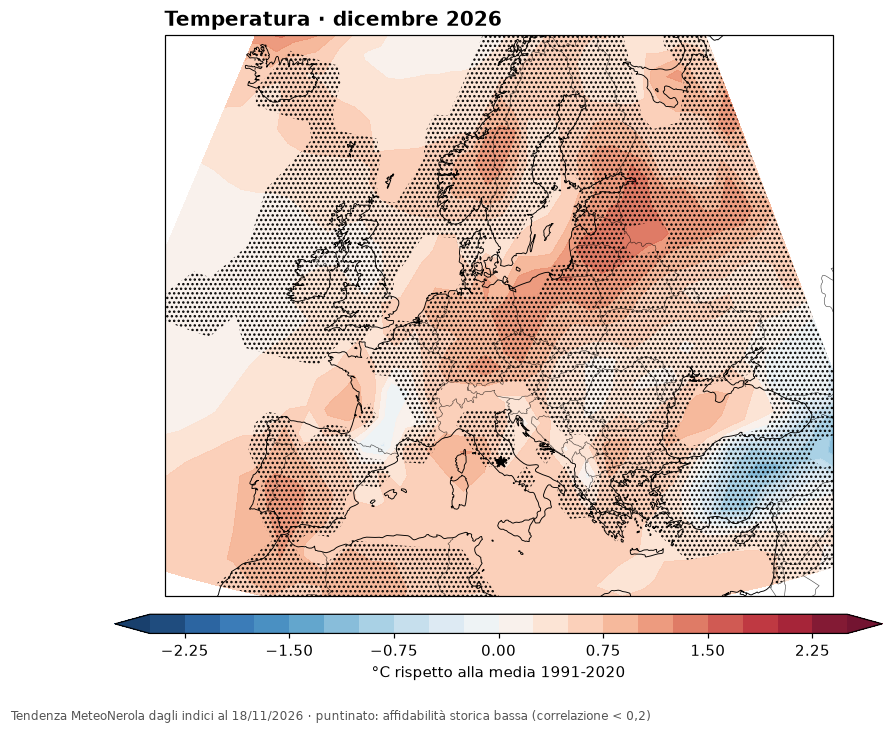 Temperatura · dicembre 2026
−2.25 −1.50 −0.75 0.00 0.75 1.50 2.25
°C rispetto alla media 1991-2020
Tendenza MeteoNerola dagli indici al 18/11/2026 · puntinato: affidabilità storica bassa (correlazione < 0,2)